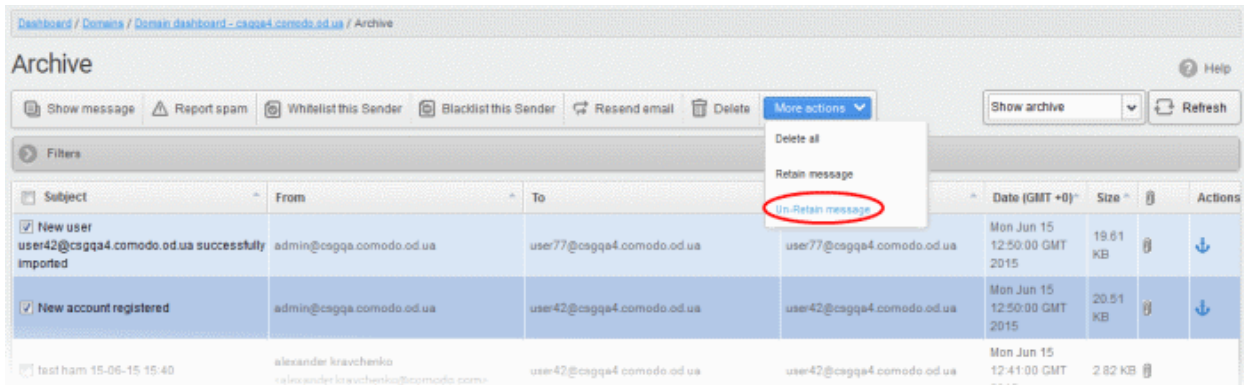 Dashboard / Domains / Domain dashboard - csgqa4.comodo.od.ua / Archive
Archive
Help
Show message Report spam Whitelist this Sender Blacklist this Sender Resend email Delete More actions Show archive Refresh
Delete all
Filters
Retain message
Un-Retain message
Subject From To Date (GMT +0) Size Actions
New user
user42@csgqa4.comodo.od.ua successfully
imported
admin@csgqa.comodo.od.ua user77@csgqa4.comodo.od.ua user77@csgqa4.comodo.od.ua
Mon Jun 15
12:50:00 GMT
2015
19.61
KB
New account registered admin@csgqa.comodo.od.ua user42@csgqa4.comodo.od.ua user42@csgqa4.comodo.od.ua
Mon Jun 15
12:50:00 GMT
2015
20.51
KB
test ham 15-06-15 15:40
alexander kravchenko
<alexander.kravchenko@comodo.com>
user42@csgqa4.comodo.od.ua user42@csgqa4.comodo.od.ua
Mon Jun 15
12:41:00 GMT
2.82 KB